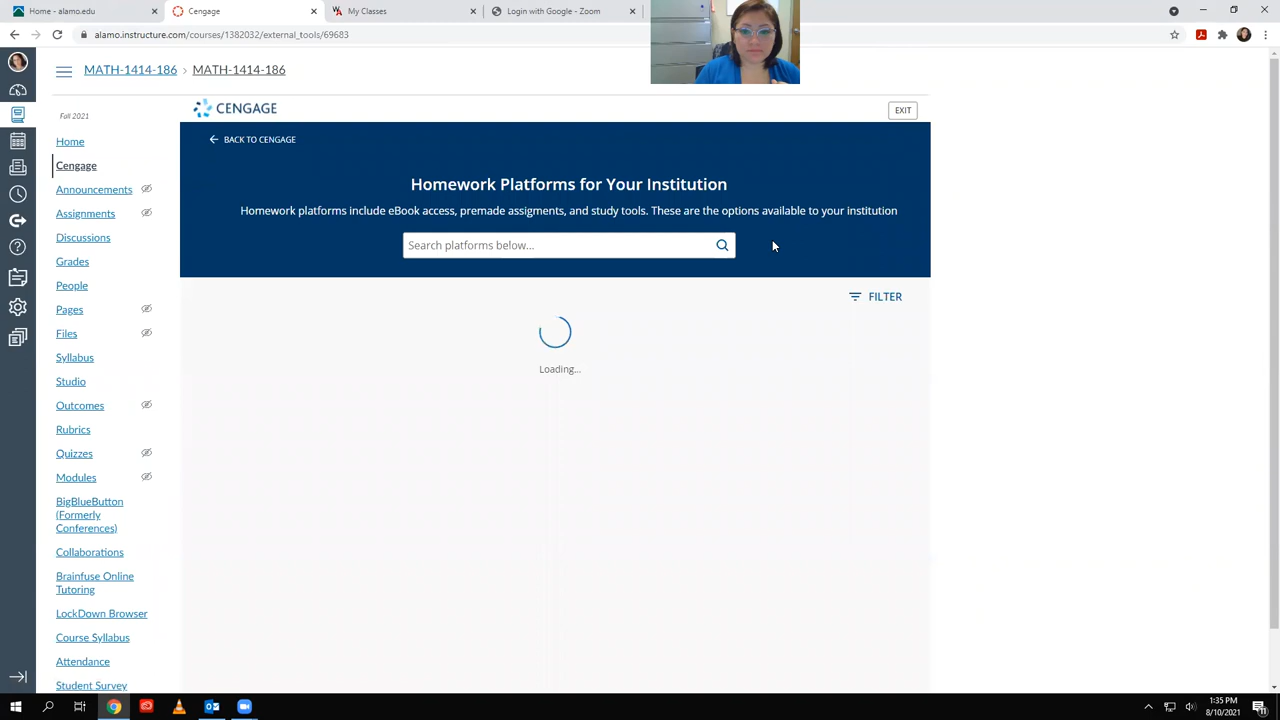 Home - WebAssign
Cengage
My Classes
Login with Google - Zoom
alamo.instructure.com/courses/1382032/external_tools/69683
MATH-1414-186
MATH-1414-186
Fall 2021
CENGAGE
EXIT
BACK TO CENGAGE
Homework Platforms for Your Institution
Homework platforms include eBook access, premade assigments, and study tools. These are the options available to your institution
Search platforms below...
FILTER
Loading...
Home
Cengage
Announcements
Assignments
Discussions
Grades
People
Pages
Files
Syllabus
Studio
Outcomes
Rubrics
Quizzes
Modules
BigBlueButton
(Formerly
Conferences)
Collaborations
Brainfuse Online
Tutoring
LockDown Browser
Course Syllabus
Attendance
Student Survey
1:35 PM
8/10/2021